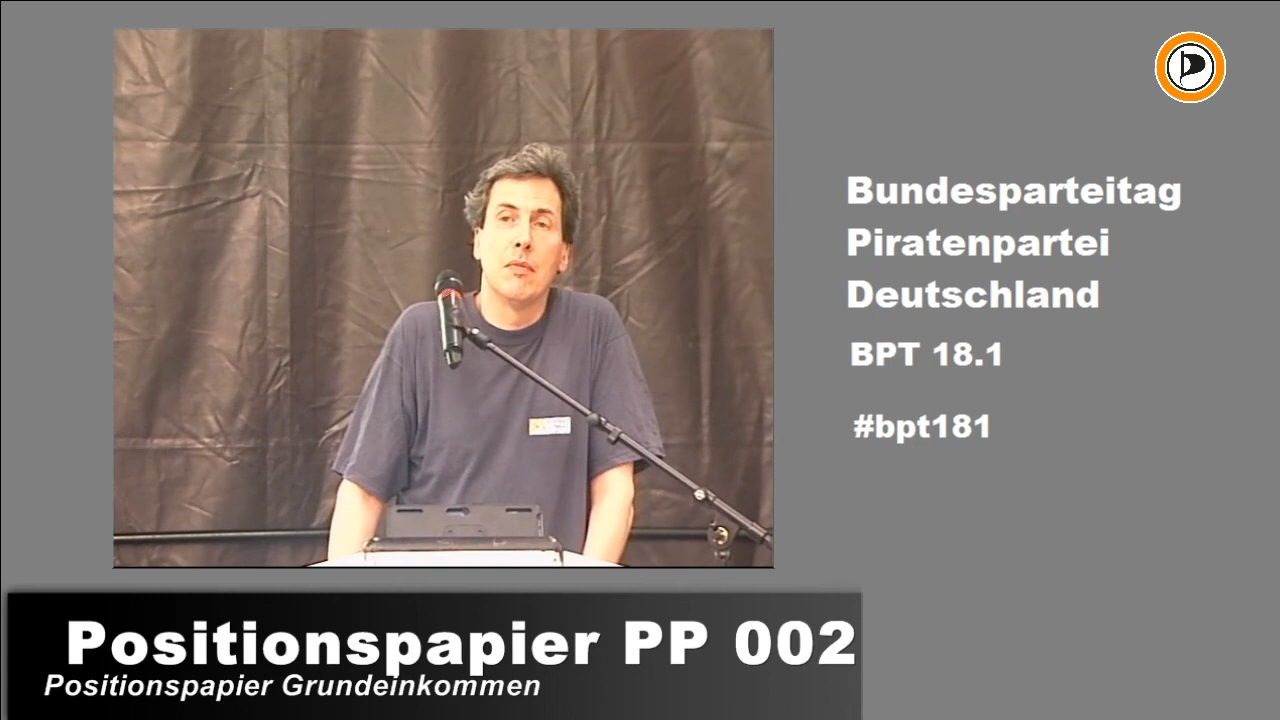 Bundesparteitag
Piratenpartei
Deutschland
BPT 18.1
#bpt181
Positionspapier PP 002
Positionspapier Grundeinkommen